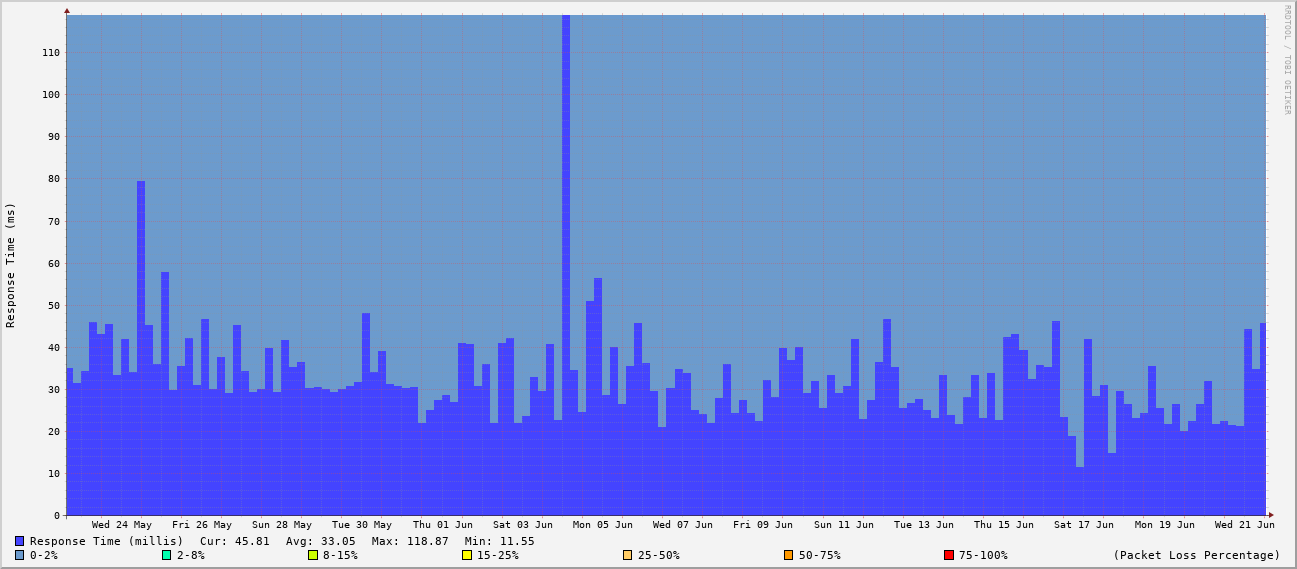 RRDTOOL / TOBI OETIKER
Response Time (ms)
110
100
90
80
70
60
50
40
30
20
10
0
Wed 24 May Fri 26 May Sun 28 May Tue 30 May Thu 01 Jun Sat 03 Jun Mon 05 Jun Wed 07 Jun Fri 09 Jun Sun 11 Jun Tue 13 Jun Thu 15 Jun Sat 17 Jun Mon 19 Jun Wed 21 Jun
Response Time (millis) Cur: 45.81 Avg: 33.05 Max: 118.87 Min: 11.55
0-2% 2-8% 8-15% 15-25% 25-50% 50-75% 75-100% (Packet Loss Percentage)